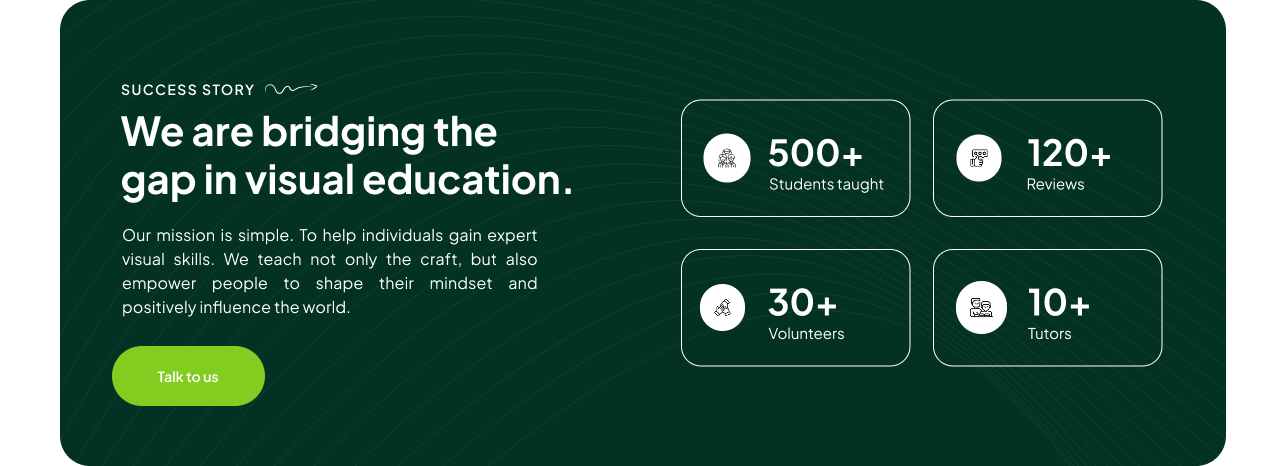 SUCCESS STORY
We are bridging the
gap in visual education.
Our mission is simple. To help individuals gain expert
visual skills. We teach not only the craft, but also
empower people to shape their mindset and
positively influence the world.
Talk to us
500+
Students taught
120+
Reviews
30+
Volunteers
10+
Tutors